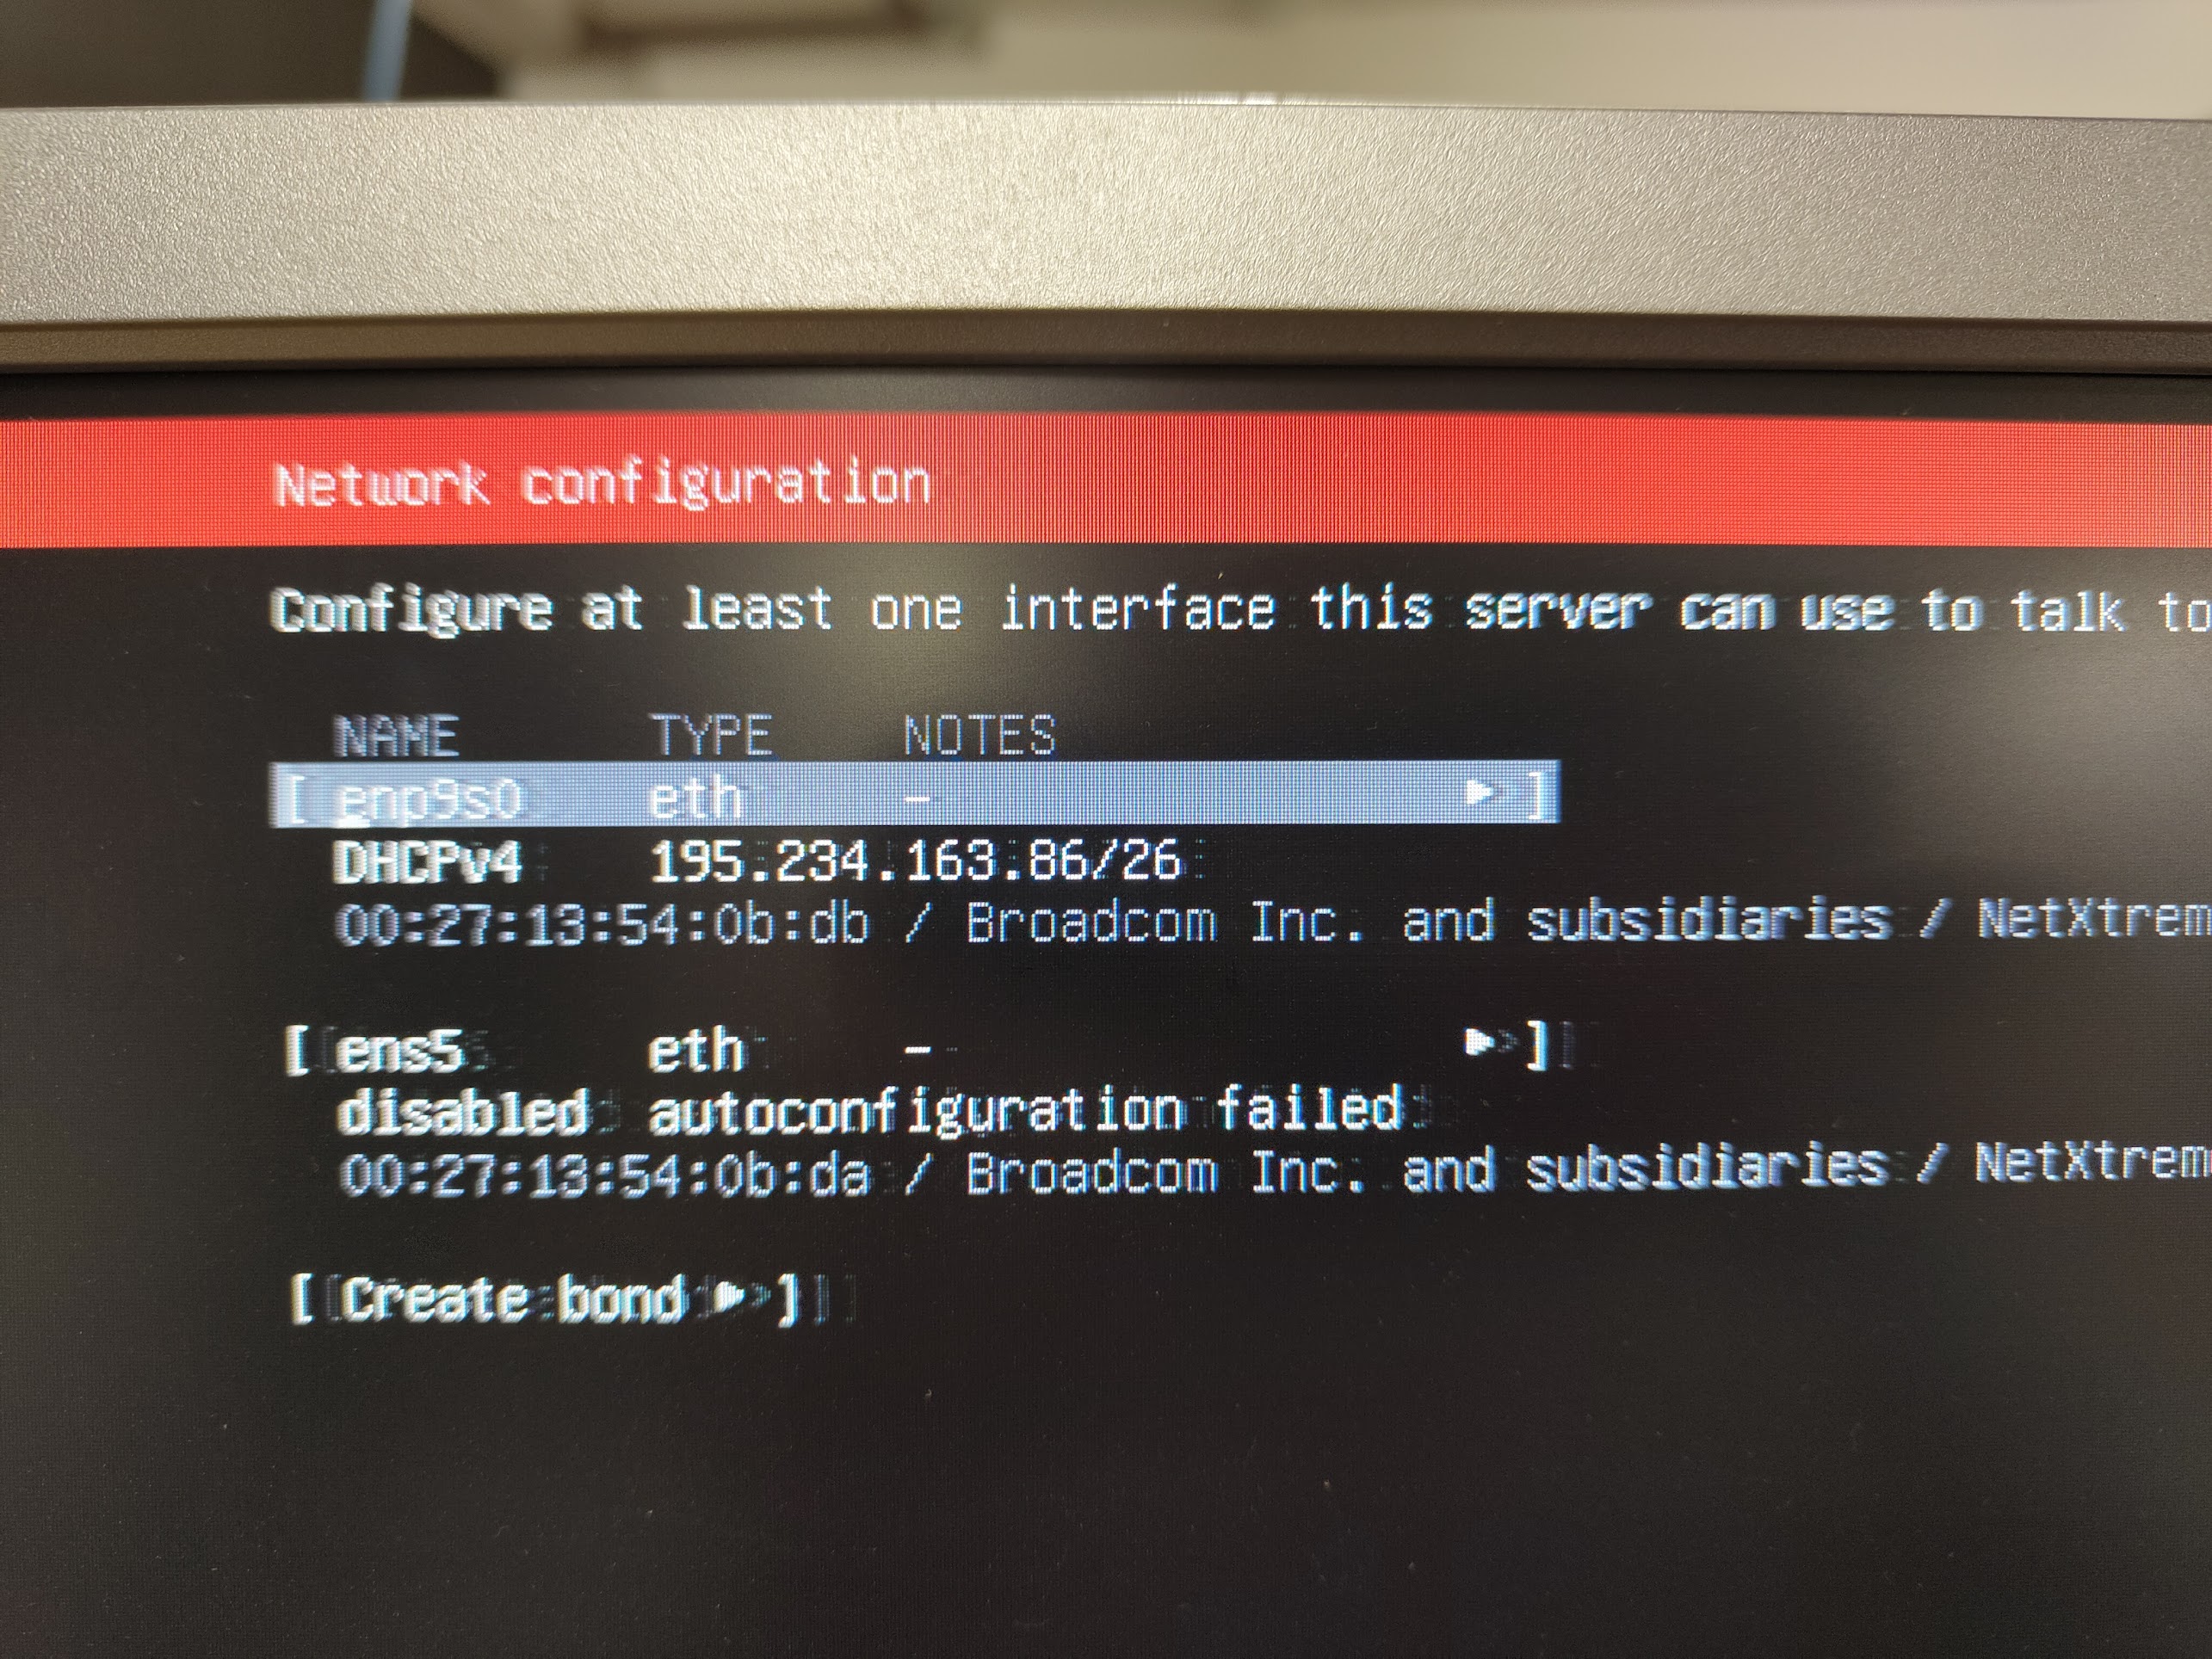 Network configuration
Configure at least one interface this server can use to talk to
NAME TYPE NOTES
[ enp9s0 eth - ▸ ]
DHCPv4 195.234.163.86/26
00:27:13:54:0b:db / Broadcom Inc. and subsidiaries / NetXtrem
[ ens5 eth - ▸ ]
disabled autoconfiguration failed
00:27:13:54:0b:da / Broadcom Inc. and subsidiaries / NetXtrem
[ Create bond ▸ ]